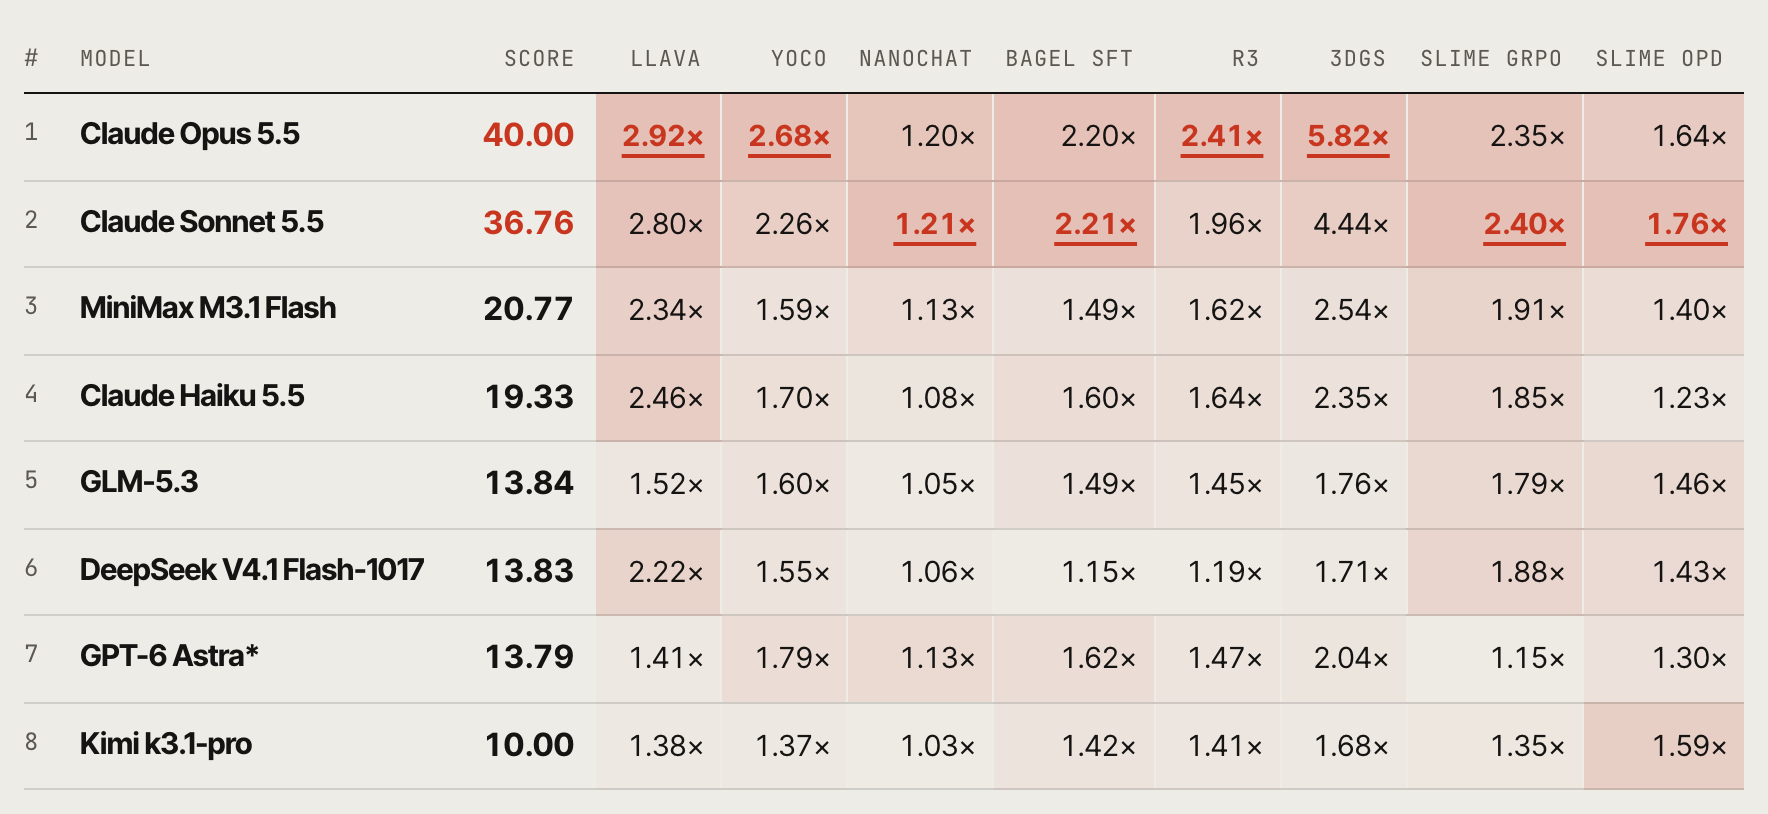 # MODEL SCORE LLAVA YOCO NANOCHAT BAGEL SFT R3 3DGS SLIME GRPO SLIME OPD
1 Claude Opus 5.5 40.00 2.92× 2.68× 1.20× 2.20× 2.41× 5.82× 2.35× 1.64×
2 Claude Sonnet 5.5 36.76 2.80× 2.26× 1.21× 2.21× 1.96× 4.44× 2.40× 1.76×
3 MiniMax M3.1 Flash 20.77 2.34× 1.59× 1.13× 1.49× 1.62× 2.54× 1.91× 1.40×
4 Claude Haiku 5.5 19.33 2.46× 1.70× 1.08× 1.60× 1.64× 2.35× 1.85× 1.23×
5 GLM-5.3 13.84 1.52× 1.60× 1.05× 1.49× 1.45× 1.76× 1.79× 1.46×
6 DeepSeek V4.1 Flash-1017 13.83 2.22× 1.55× 1.06× 1.15× 1.19× 1.71× 1.88× 1.43×
7 GPT-6 Astra* 13.79 1.41× 1.79× 1.13× 1.62× 1.47× 2.04× 1.15× 1.30×
8 Kimi k3.1-pro 10.00 1.38× 1.37× 1.03× 1.42× 1.41× 1.68× 1.35× 1.59×